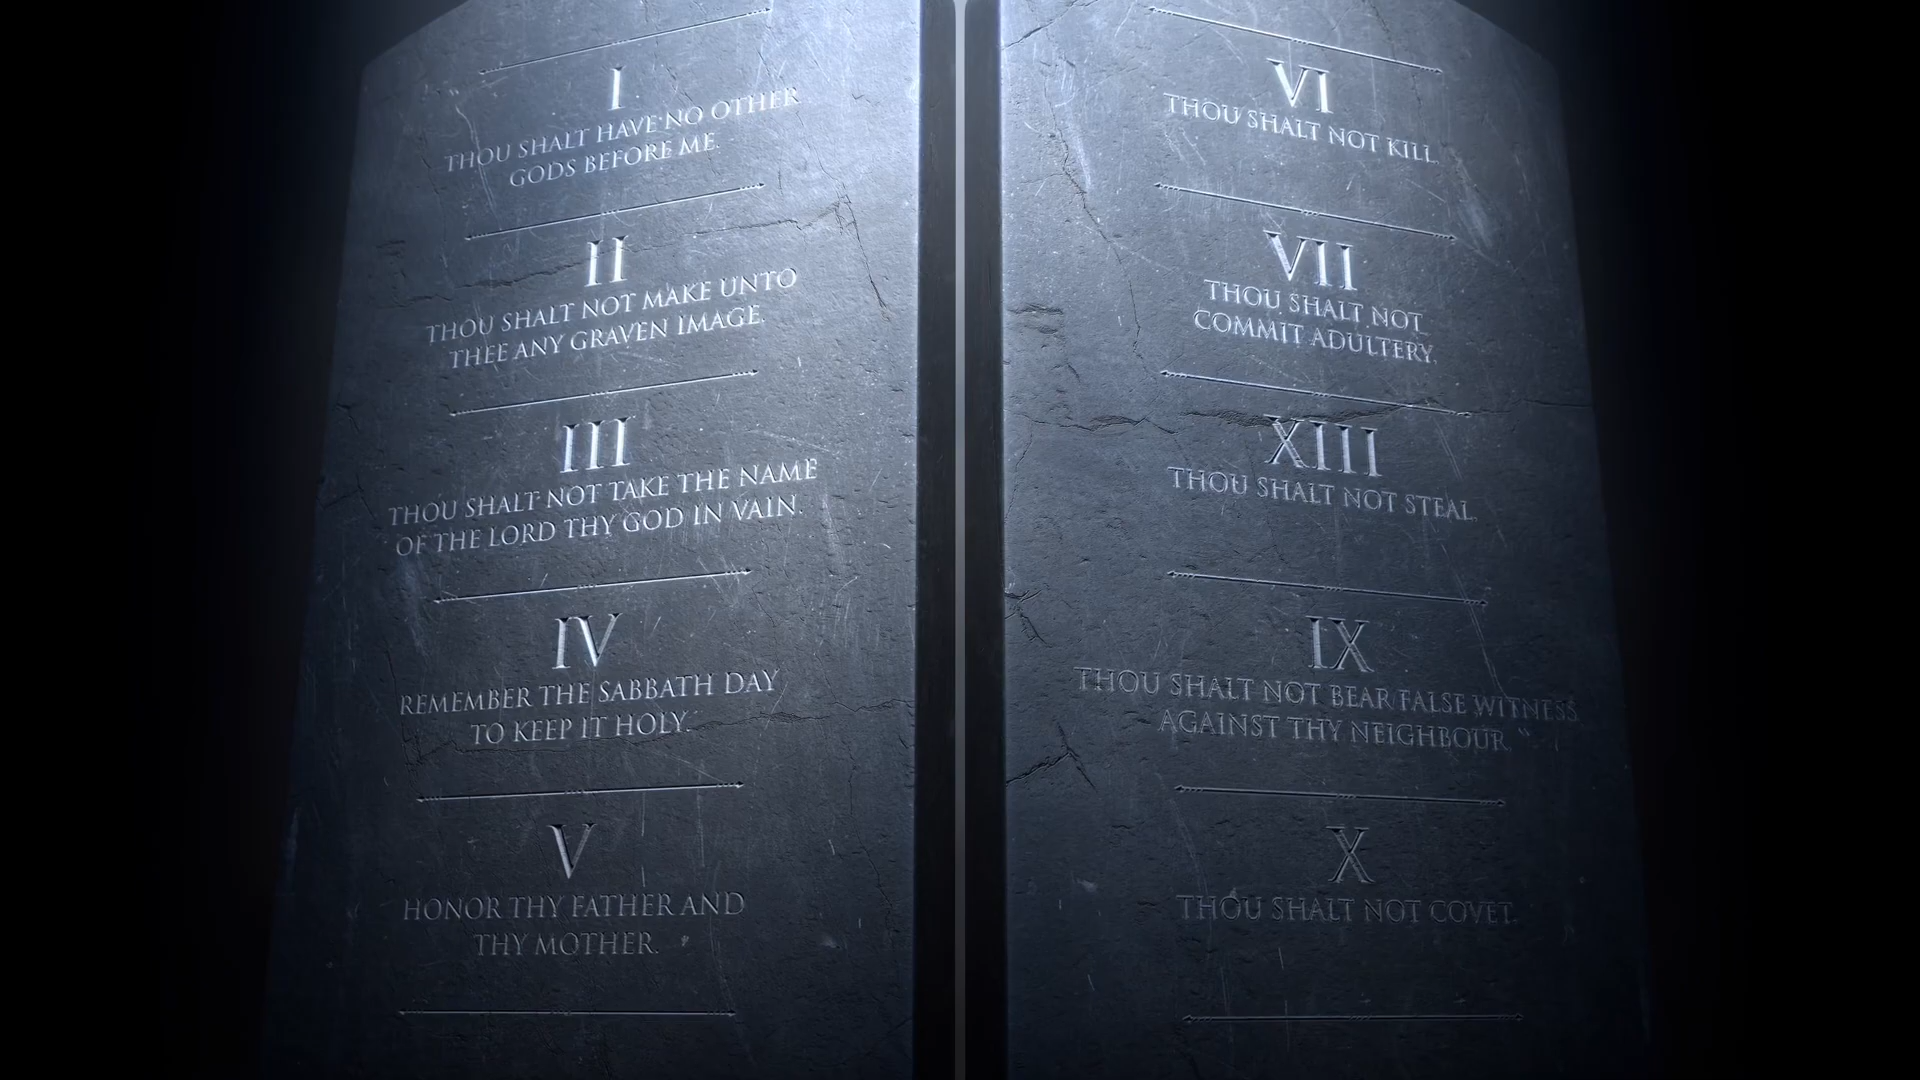 I
THOU SHALT HAVE NO OTHER
GODS BEFORE ME.
II
THOU SHALT NOT MAKE UNTO
THEE ANY GRAVEN IMAGE.
III
THOU SHALT NOT TAKE THE NAME
OF THE LORD THY GOD IN VAIN.
IV
REMEMBER THE SABBATH DAY
TO KEEP IT HOLY.
V
HONOR THY FATHER AND
THY MOTHER.
VI
THOU SHALT NOT KILL.
VII
THOU SHALT NOT
COMMIT ADULTERY.
XIII
THOU SHALT NOT STEAL.
IX
THOU SHALT NOT BEAR FALSE WITNESS
AGAINST THY NEIGHBOUR.
X
THOU SHALT NOT COVET.